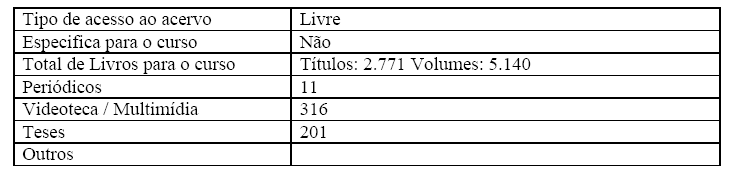 Tipo de acesso ao acervo Livre
Especifica para o curso Não
Total de Livros para o curso Títulos: 2.771 Volumes: 5.140
Periódicos 11
Videoteca / Multimídia 316
Teses 201
Outros